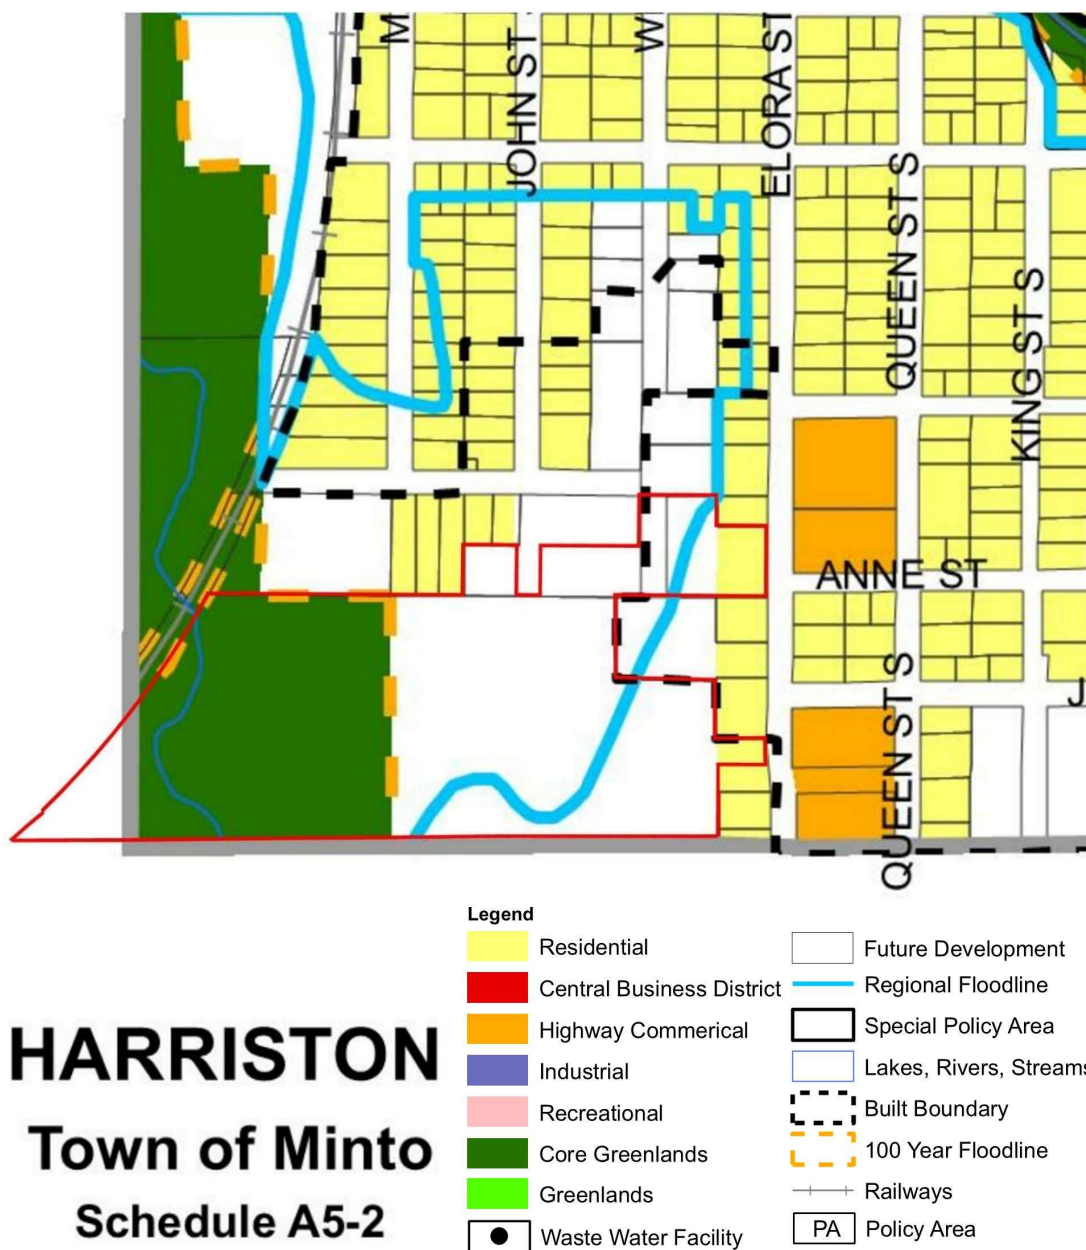 M
JOHN ST
W
ELORA ST
QUEEN ST S
KING ST S
ANNE ST
QUEEN ST S
J
Legend
Residential
Central Business District
Highway Commerical
Industrial
Recreational
Core Greenlands
Greenlands
Waste Water Facility
Future Development
Regional Floodline
Special Policy Area
Lakes, Rivers, Streams
Built Boundary
100 Year Floodline
Railways
PA Policy Area
HARRISTON
Town of Minto
Schedule A5-2